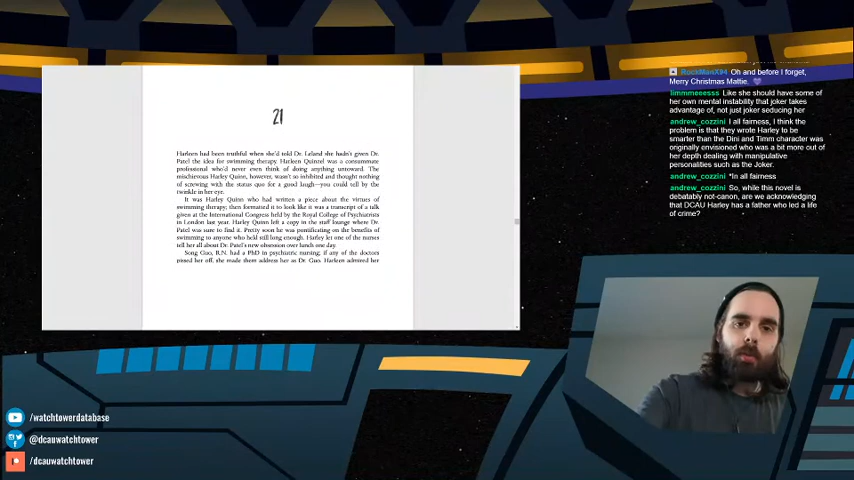 21
Harleen had been truthful when she'd told Dr. Leland she hadn't given Dr.
Patel the idea for swimming therapy. Harleen Quinzel was a consummate
professional who'd never even think of doing anything untoward. The
mischievous Harley Quinn, however, wasn't so inhibited and thought nothing
of screwing with the status quo for a good laugh—you could tell by the
twinkle in her eye.
It was Harley Quinn who had written a piece about the virtues of
swimming therapy; then formatted it to look like it was a transcript of a talk
given at the International Congress held by the Royal College of Psychiatrists
in London last year. Harley Quinn left a copy in the staff lounge where Dr.
Patel was sure to find it. Pretty soon he was pontificating on the benefits of
swimming to anyone who held still long enough. Harley let one of the nurses
tell her all about Dr. Patel's new obsession over lunch one day.
Song Guo, R.N. had a PhD in psychiatric nursing; if any of the doctors
pissed her off, she made them address her as Dr. Guo. Harleen admired her
RockManXf4 Oh and before I forget,
Merry Christmas Mattie.
limmmeeesss Like she should have some of
her own mental instability that joker takes
advantage of, not just joker seducing her
andrew_cozzini I all fairness, I think the
problem is that they wrote Harley to be
smarter than the Dini and Timm character was
originally envisioned who was a bit more out of
her depth dealing with manipulative
personalities such as the Joker.
andrew_cozzini *In all fairness
andrew_cozzini So, while this novel is
debatably not-canon, are we acknowledging
that DCAU Harley has a father who led a life
of crime?
/watchtowerdatabase
@dcauwatchtower
/dcauwatchtower